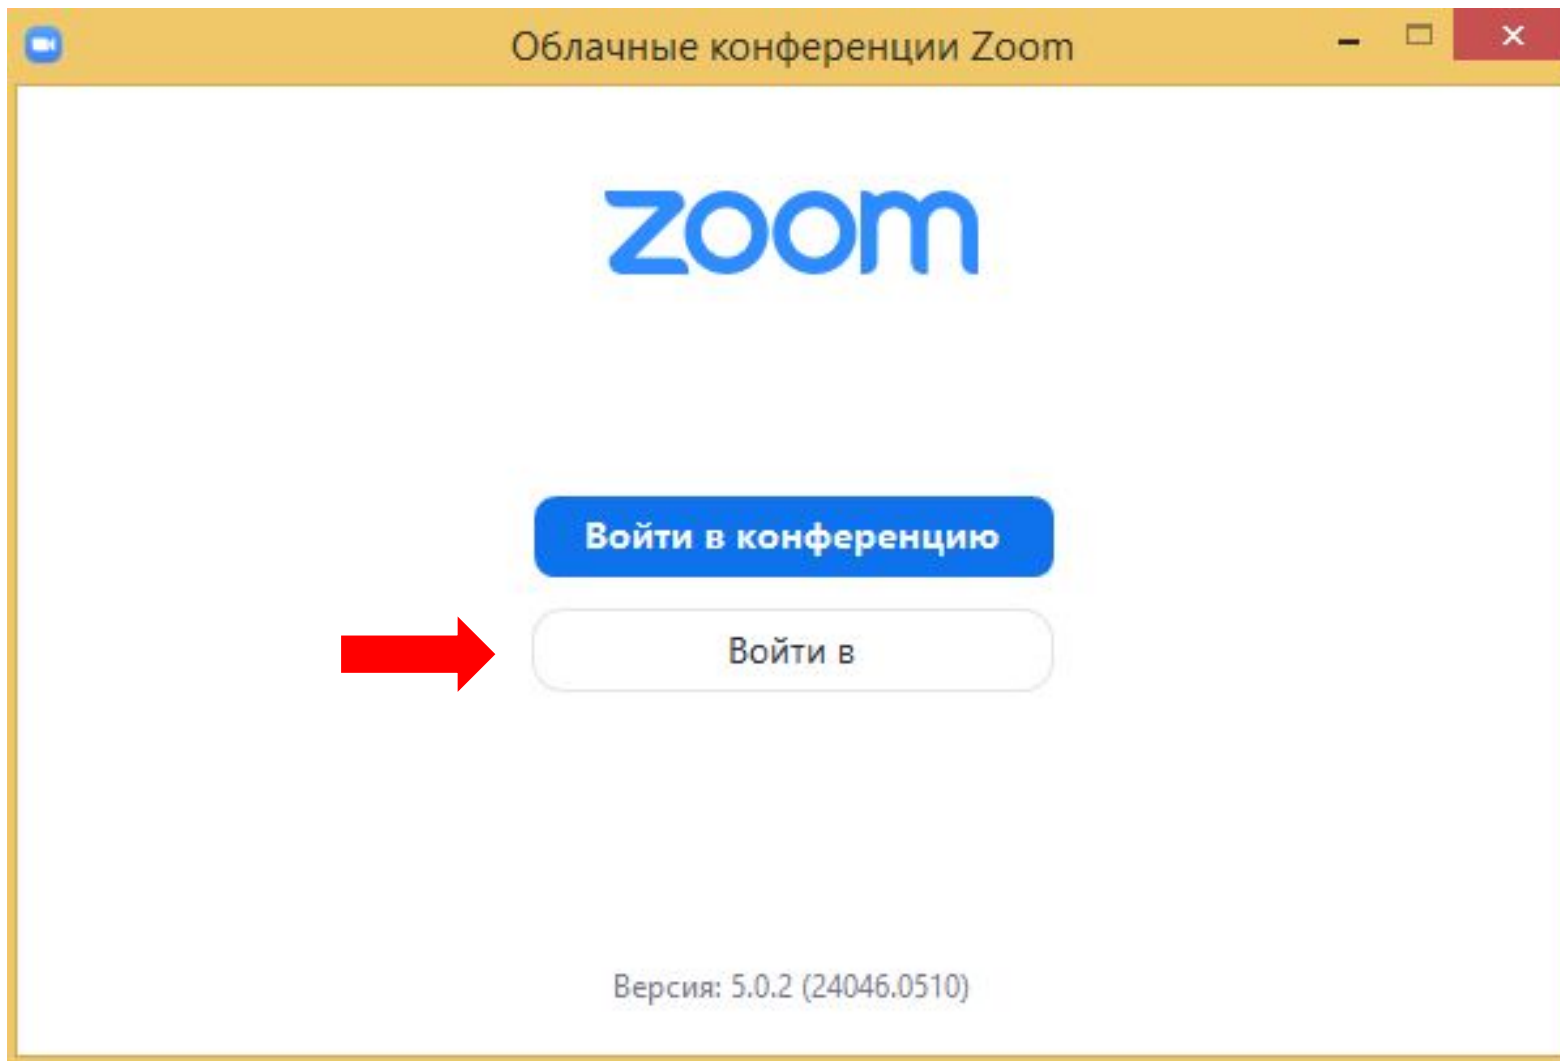 Облачные конференции Zoom
zoom
Войти в конференцию
Войти в
Версия: 5.0.2 (24046.0510)